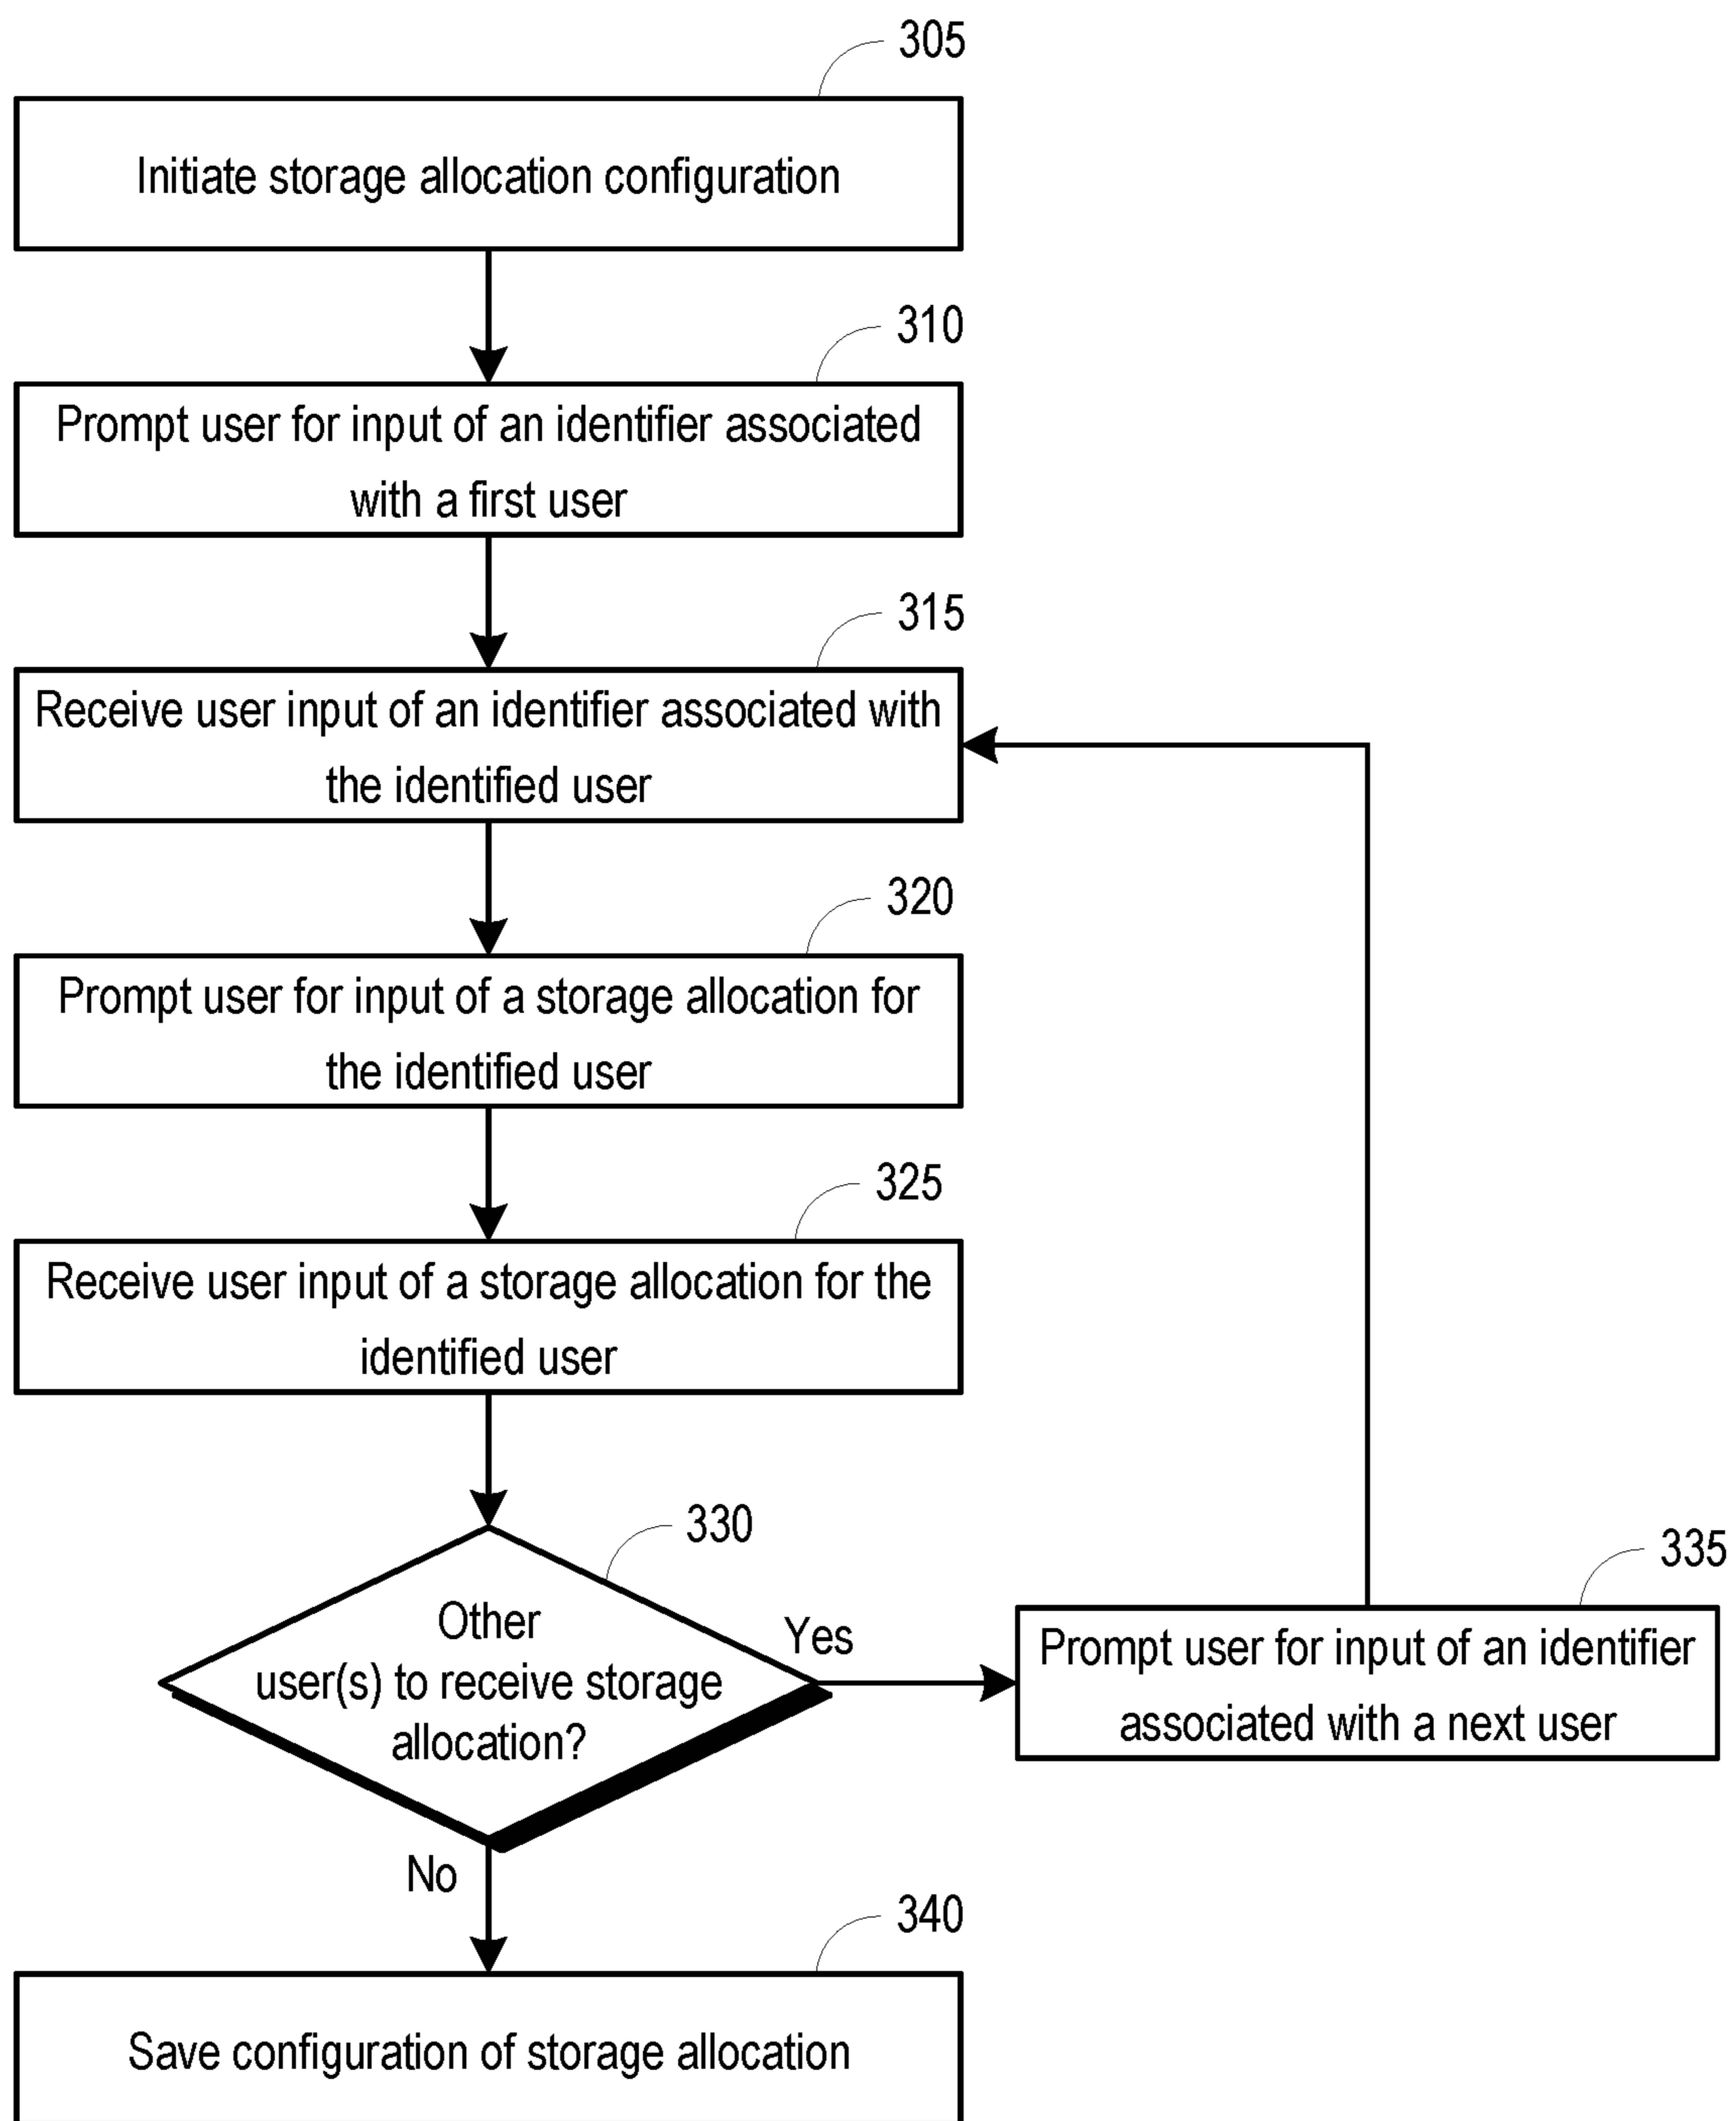 305
Initiate storage allocation configuration
310
Prompt user for input of an identifier associated
with a first user
315
Receive user input of an identifier associated with
the identified user
320
Prompt user for input of a storage allocation for
the identified user
325
Receive user input of a storage allocation for the
identified user
330
Other
user(s) to receive storage
allocation?
Yes
335
Prompt user for input of an identifier
associated with a next user
No
340
Save configuration of storage allocation